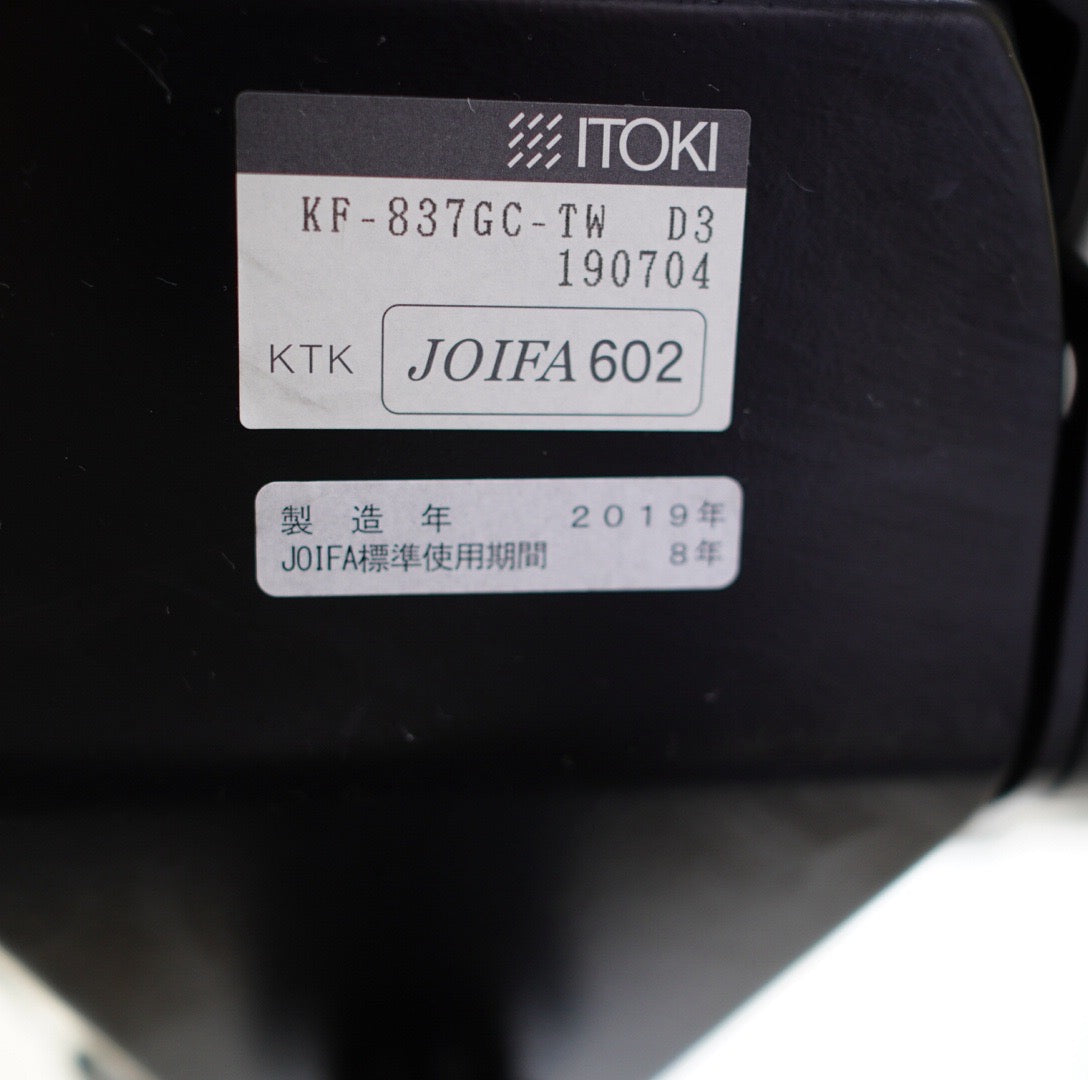 ITOKI
KF-837GC-TW D3
190704
KTK JOIFA 602
製造年 2019年
JOIFA標準使用期間 8年